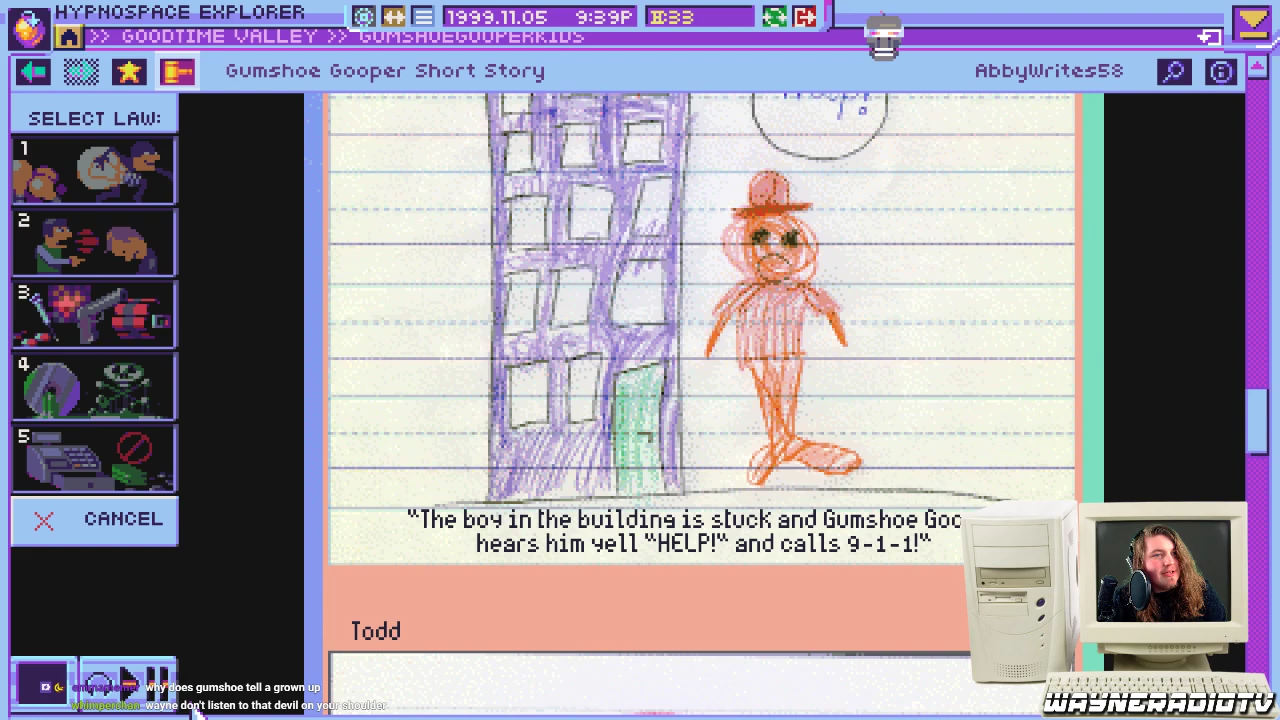 HYPNOSPACE EXPLORER
1999.11.05 9:39P
33
>> GOODTIME VALLEY >> GUMSHOEGOOPERKIDS
Gumshoe Gooper Short Story
AbbyWrites58
SELECT LAW:
1
2
3
4
5
CANCEL
"The boy in the building is stuck and Gumshoe Goo
hears him yell "HELP!" and calls 9-1-1!"
Todd
why does gumshoe tell a grown up
wayne don't listen to that devil on your shoulder
WAYNERADIOTV